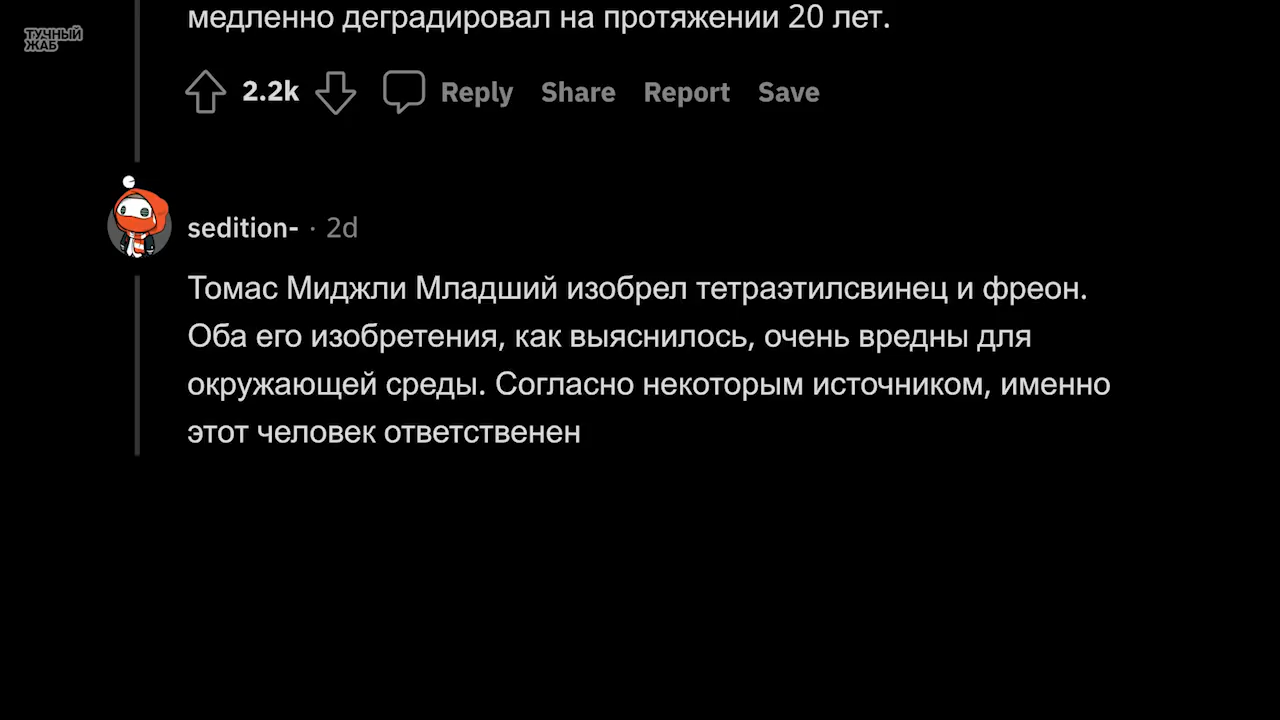 ТУЧНЫЙ
ЖАБ
медленно деградировал на протяжении 20 лет.
2.2k Reply Share Report Save
sedition- · 2d
Томас Миджли Младший изобрел тетраэтилсвинец и фреон.
Оба его изобретения, как выяснилось, очень вредны для
окружающей среды. Согласно некоторым источником, именно
этот человек ответственен